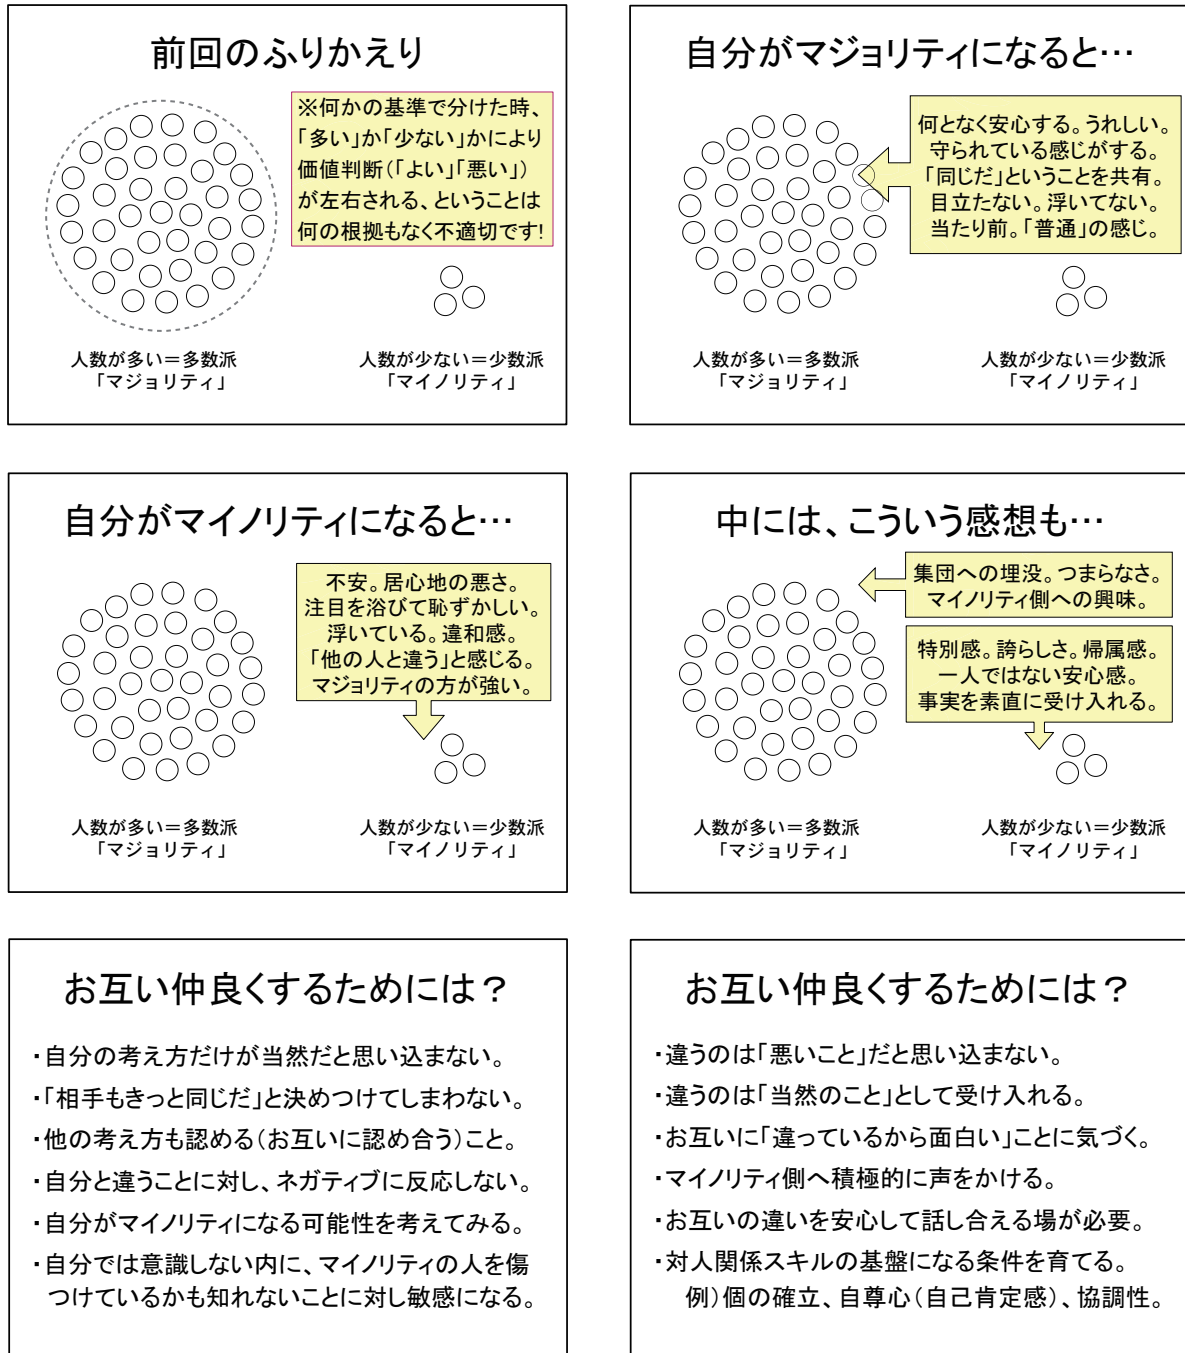 前回のふりかえり
※何かの基準で分けた時、
「多い」か「少ない」かにより
価値判断(「よい」「悪い」)
が左右される、ということは
何の根拠もなく不適切です!
人数が多い＝多数派
「マジョリティ」
人数が少ない＝少数派
「マイノリティ」
自分がマジョリティになると…
何となく安心する。うれしい。
守られている感じがする。
「同じだ」ということを共有。
目立たない。浮いてない。
当たり前。「普通」の感じ。
人数が多い＝多数派
「マジョリティ」
人数が少ない＝少数派
「マイノリティ」
自分がマイノリティになると…
不安。居心地の悪さ。
注目を浴びて恥ずかしい。
浮いている。違和感。
「他の人と違う」と感じる。
マジョリティの方が強い。
人数が多い＝多数派
「マジョリティ」
人数が少ない＝少数派
「マイノリティ」
中には、こういう感想も…
集団への埋没。つまらなさ。
マイノリティ側への興味。
特別感。誇らしさ。帰属感。
一人ではない安心感。
事実を素直に受け入れる。
人数が多い＝多数派
「マジョリティ」
人数が少ない＝少数派
「マイノリティ」
お互い仲良くするためには？
・自分の考え方だけが当然だと思い込まない。
・「相手もきっと同じだ」と決めつけてしまわない。
・他の考え方も認める(お互いに認め合う)こと。
・自分と違うことに対し、ネガティブに反応しない。
・自分がマイノリティになる可能性を考えてみる。
・自分では意識しない内に、マイノリティの人を傷
つけているかも知れないことに対し敏感になる。
お互い仲良くするためには？
・違うのは「悪いこと」だと思い込まない。
・違うのは「当然のこと」として受け入れる。
・お互いに「違っているから面白い」ことに気づく。
・マイノリティ側へ積極的に声をかける。
・お互いの違いを安心して話し合える場が必要。
・対人関係スキルの基盤になる条件を育てる。
例)個の確立、自尊心(自己肯定感)、協調性。